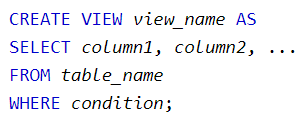 CREATE VIEW view_name AS
SELECT column1, column2, ...
FROM table_name
WHERE condition;